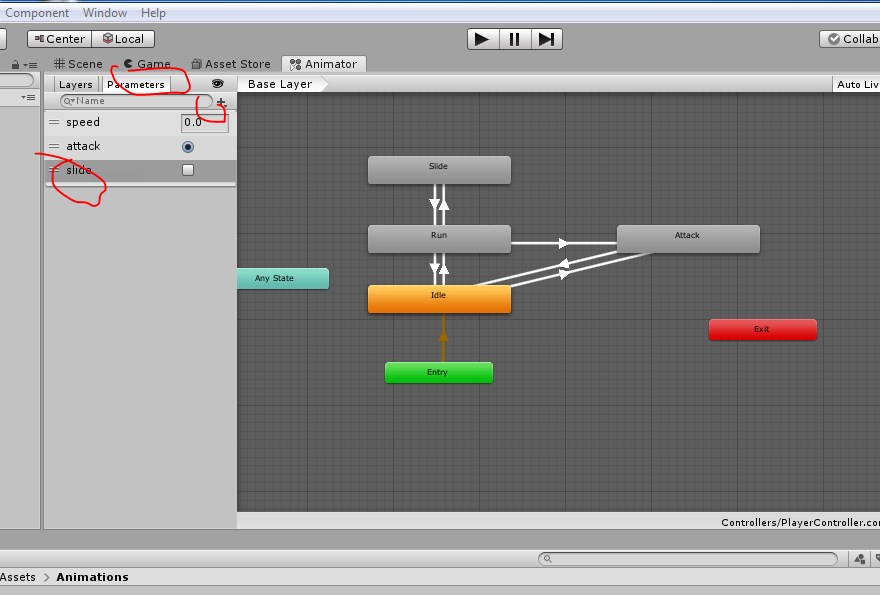 Component Window Help
Center Local Collab
Scene Game Asset Store Animator
Layers Parameters Base Layer Auto Liv
Name
speed 0.0
attack
slide
Slide
Run Attack
Any State
Idle
Exit
Entry
Controllers/PlayerController.co
Assets > Animations